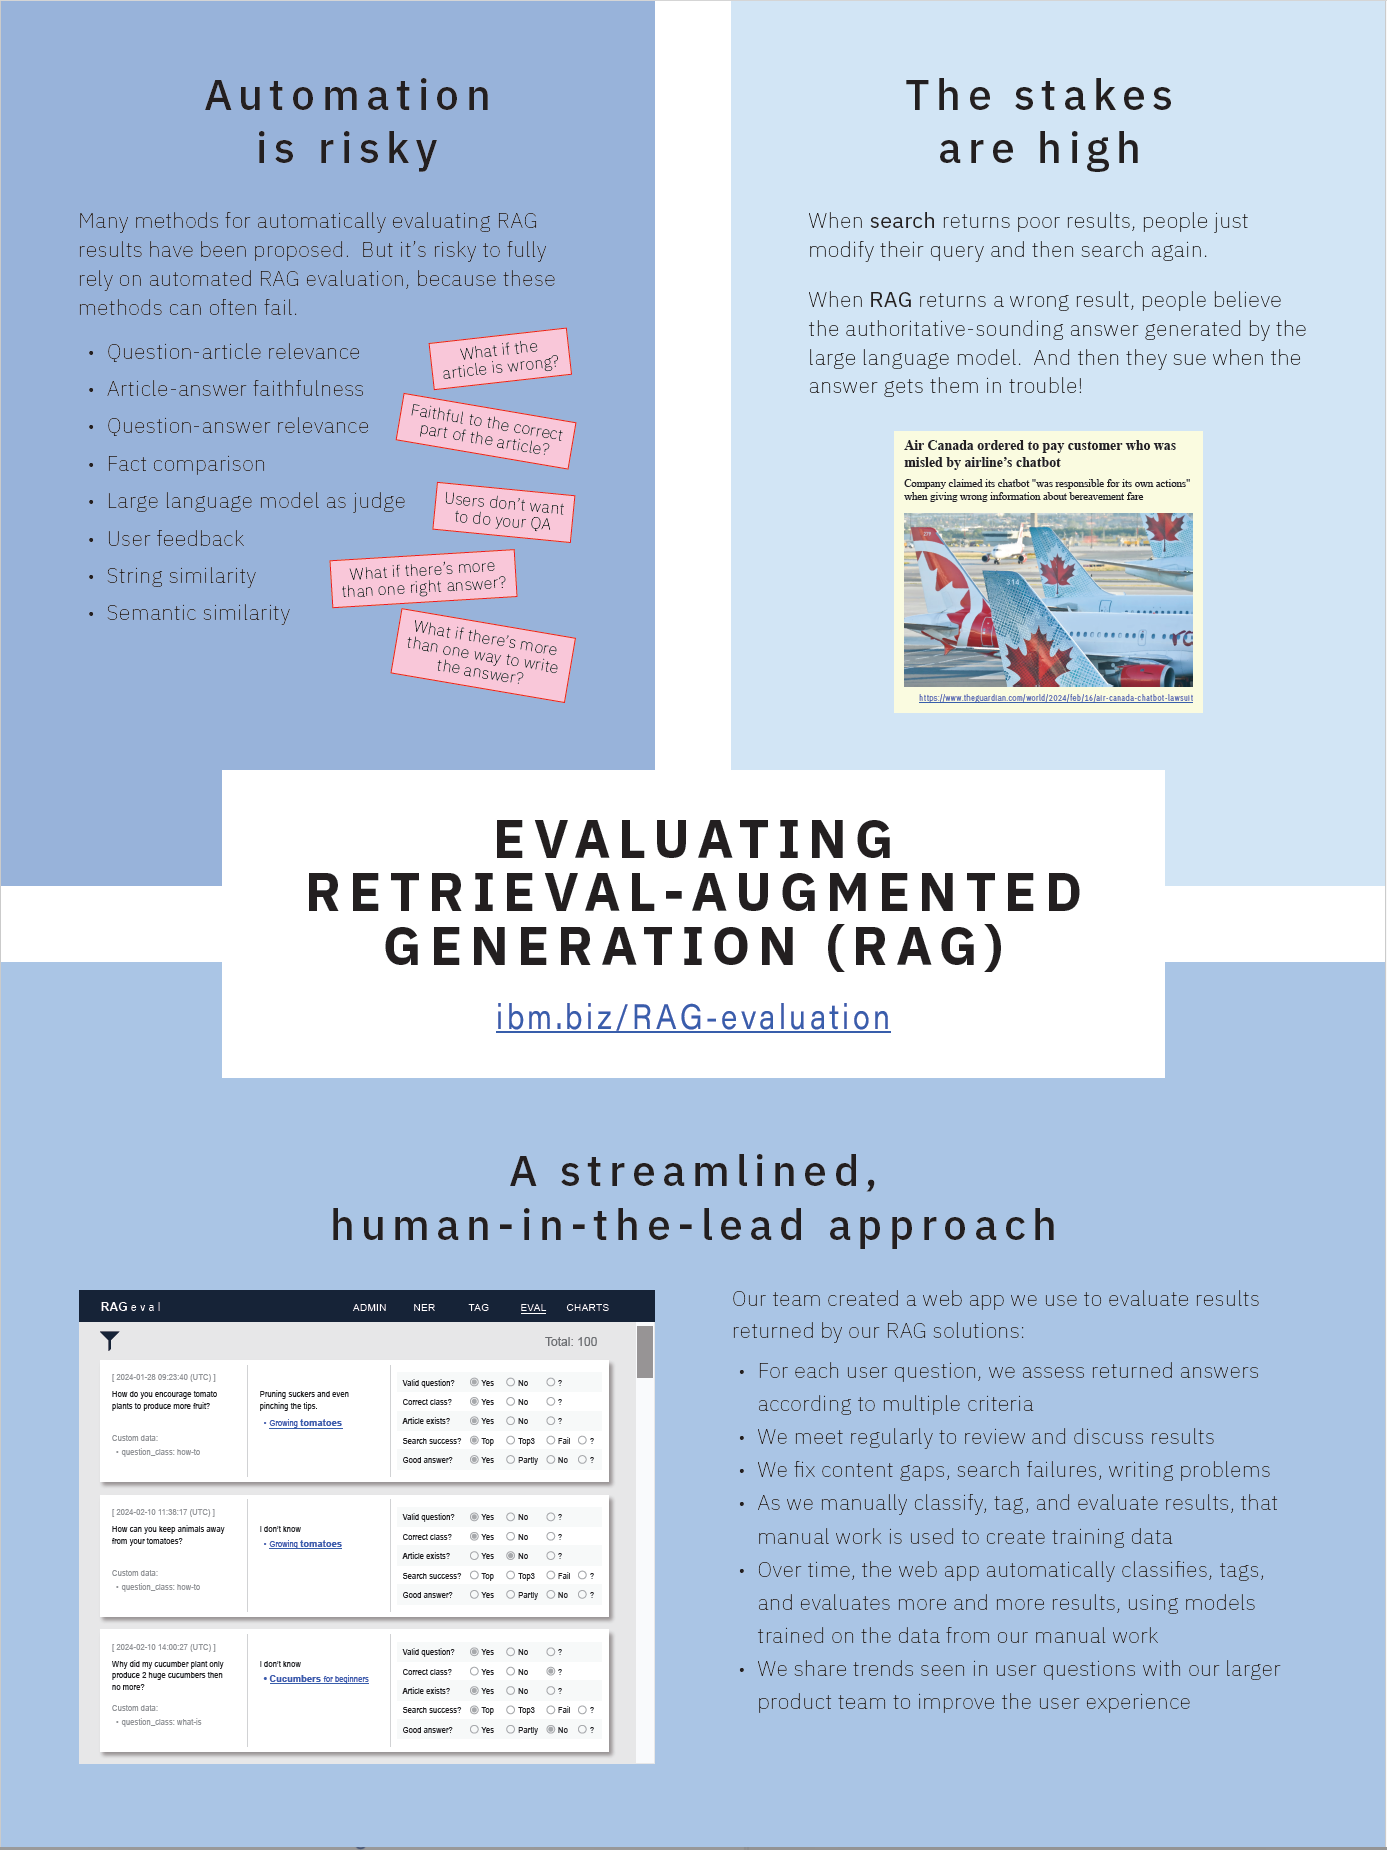 Automation
is risky
Many methods for automatically evaluating RAG
results have been proposed.  But it's risky to fully
rely on automated RAG evaluation, because these
methods can often fail.
• Question-article relevance
• Article-answer faithfulness
• Question-answer relevance
• Fact comparison
• Large language model as judge
• User feedback
• String similarity
• Semantic similarity
What if the
article is wrong?
Faithful to the correct
part of the article?
Users don't want
to do your QA
What if there's more
than one right answer?
What if there's more
than one way to write
the answer?
The stakes
are high
When search returns poor results, people just
modify their query and then search again.
When RAG returns a wrong result, people believe
the authoritative-sounding answer generated by the
large language model.  And then they sue when the
answer gets them in trouble!
Air Canada ordered to pay customer who was
misled by airline's chatbot
Company claimed its chatbot "was responsible for its own actions"
when giving wrong information about bereavement fare
314
https://www.theguardian.com/world/2024/feb/16/air-canada-chatbot-lawsuit
EVALUATING
RETRIEVAL-AUGMENTED
GENERATION (RAG)
ibm.biz/RAG-evaluation
A streamlined,
human-in-the-lead approach
RAG eval ADMIN NER TAG EVAL CHARTS
Total: 100
[ 2024-01-28 09:23:40 (UTC) ]
How do you encourage tomato
plants to produce more fruit?
Custom data:
• question_class: how-to
Pruning suckers and even
pinching the tips.
• Growing tomatoes
Valid question? Yes No ?
Correct class? Yes No ?
Article exists? Yes No ?
Search success? Top Top3 Fail ?
Good answer? Yes Partly No ?
[ 2024-02-10 11:38:17 (UTC) ]
How can you keep animals away
from your tomatoes?
Custom data:
• question_class: how-to
I don't know
• Growing tomatoes
Valid question? Yes No ?
Correct class? Yes No ?
Article exists? Yes No ?
Search success? Top Top3 Fail ?
Good answer? Yes Partly No ?
[ 2024-02-10 14:00:27 (UTC) ]
Why did my cucumber plant only
produce 2 huge cucumbers then
no more?
Custom data:
• question_class: what-is
I don't know
• Cucumbers for beginners
Valid question? Yes No ?
Correct class? Yes No ?
Article exists? Yes No ?
Search success? Top Top3 Fail ?
Good answer? Yes Partly No ?
Our team created a web app we use to evaluate results
returned by our RAG solutions:
• For each user question, we assess returned answers
according to multiple criteria
• We meet regularly to review and discuss results
• We fix content gaps, search failures, writing problems
• As we manually classify, tag, and evaluate results, that
manual work is used to create training data
• Over time, the web app automatically classifies, tags,
and evaluates more and more results, using models
trained on the data from our manual work
• We share trends seen in user questions with our larger
product team to improve the user experience